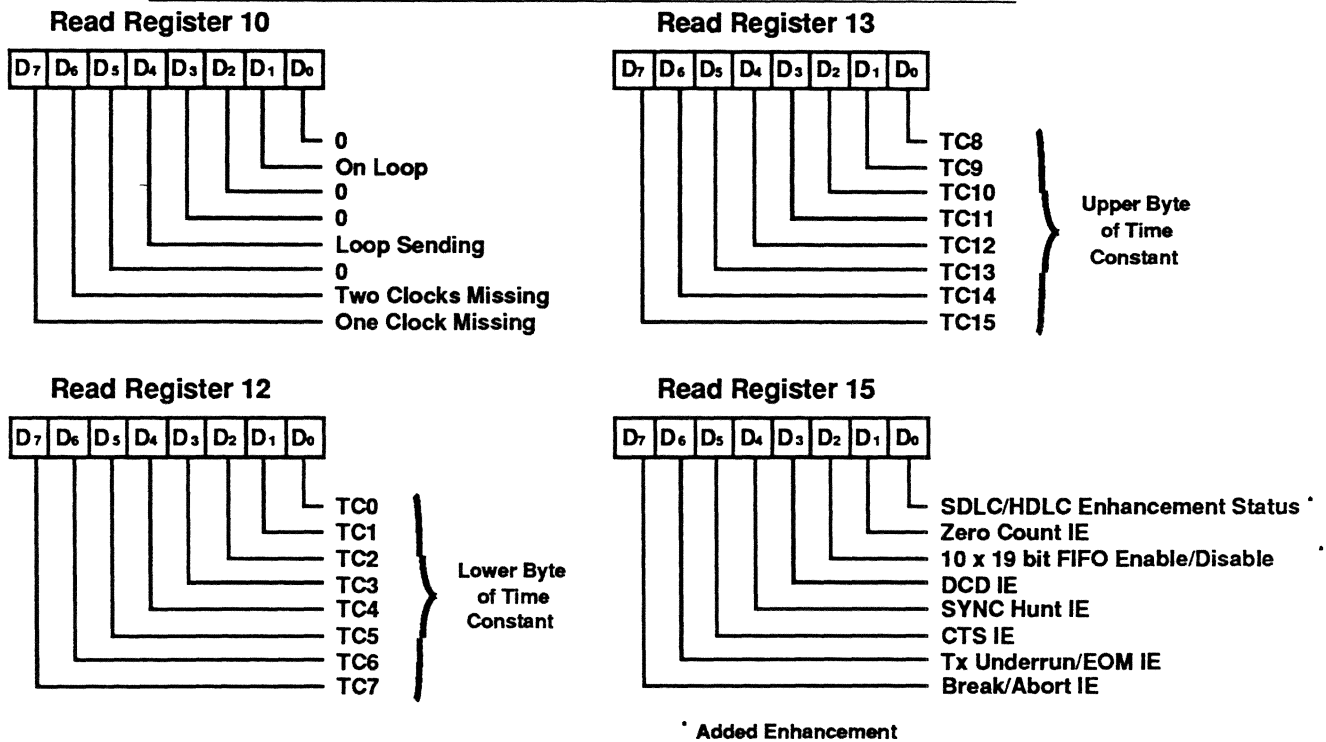 Read Register 10
D7 D6 D5 D4 D3 D2 D1 D0
0
On Loop
0
0
Loop Sending
0
Two Clocks Missing
One Clock Missing
Read Register 13
D7 D6 D5 D4 D3 D2 D1 D0
TC8
TC9
TC10
TC11
TC12
TC13
TC14
TC15
Upper Byte
of Time
Constant
Read Register 12
D7 D6 D5 D4 D3 D2 D1 D0
TC0
TC1
TC2
TC3
TC4
TC5
TC6
TC7
Lower Byte
of Time
Constant
Read Register 15
D7 D6 D5 D4 D3 D2 D1 D0
SDLC/HDLC Enhancement Status *
Zero Count IE
10 x 19 bit FIFO Enable/Disable *
DCD IE
SYNC Hunt IE
CTS IE
Tx Underrun/EOM IE
Break/Abort IE
* Added Enhancement